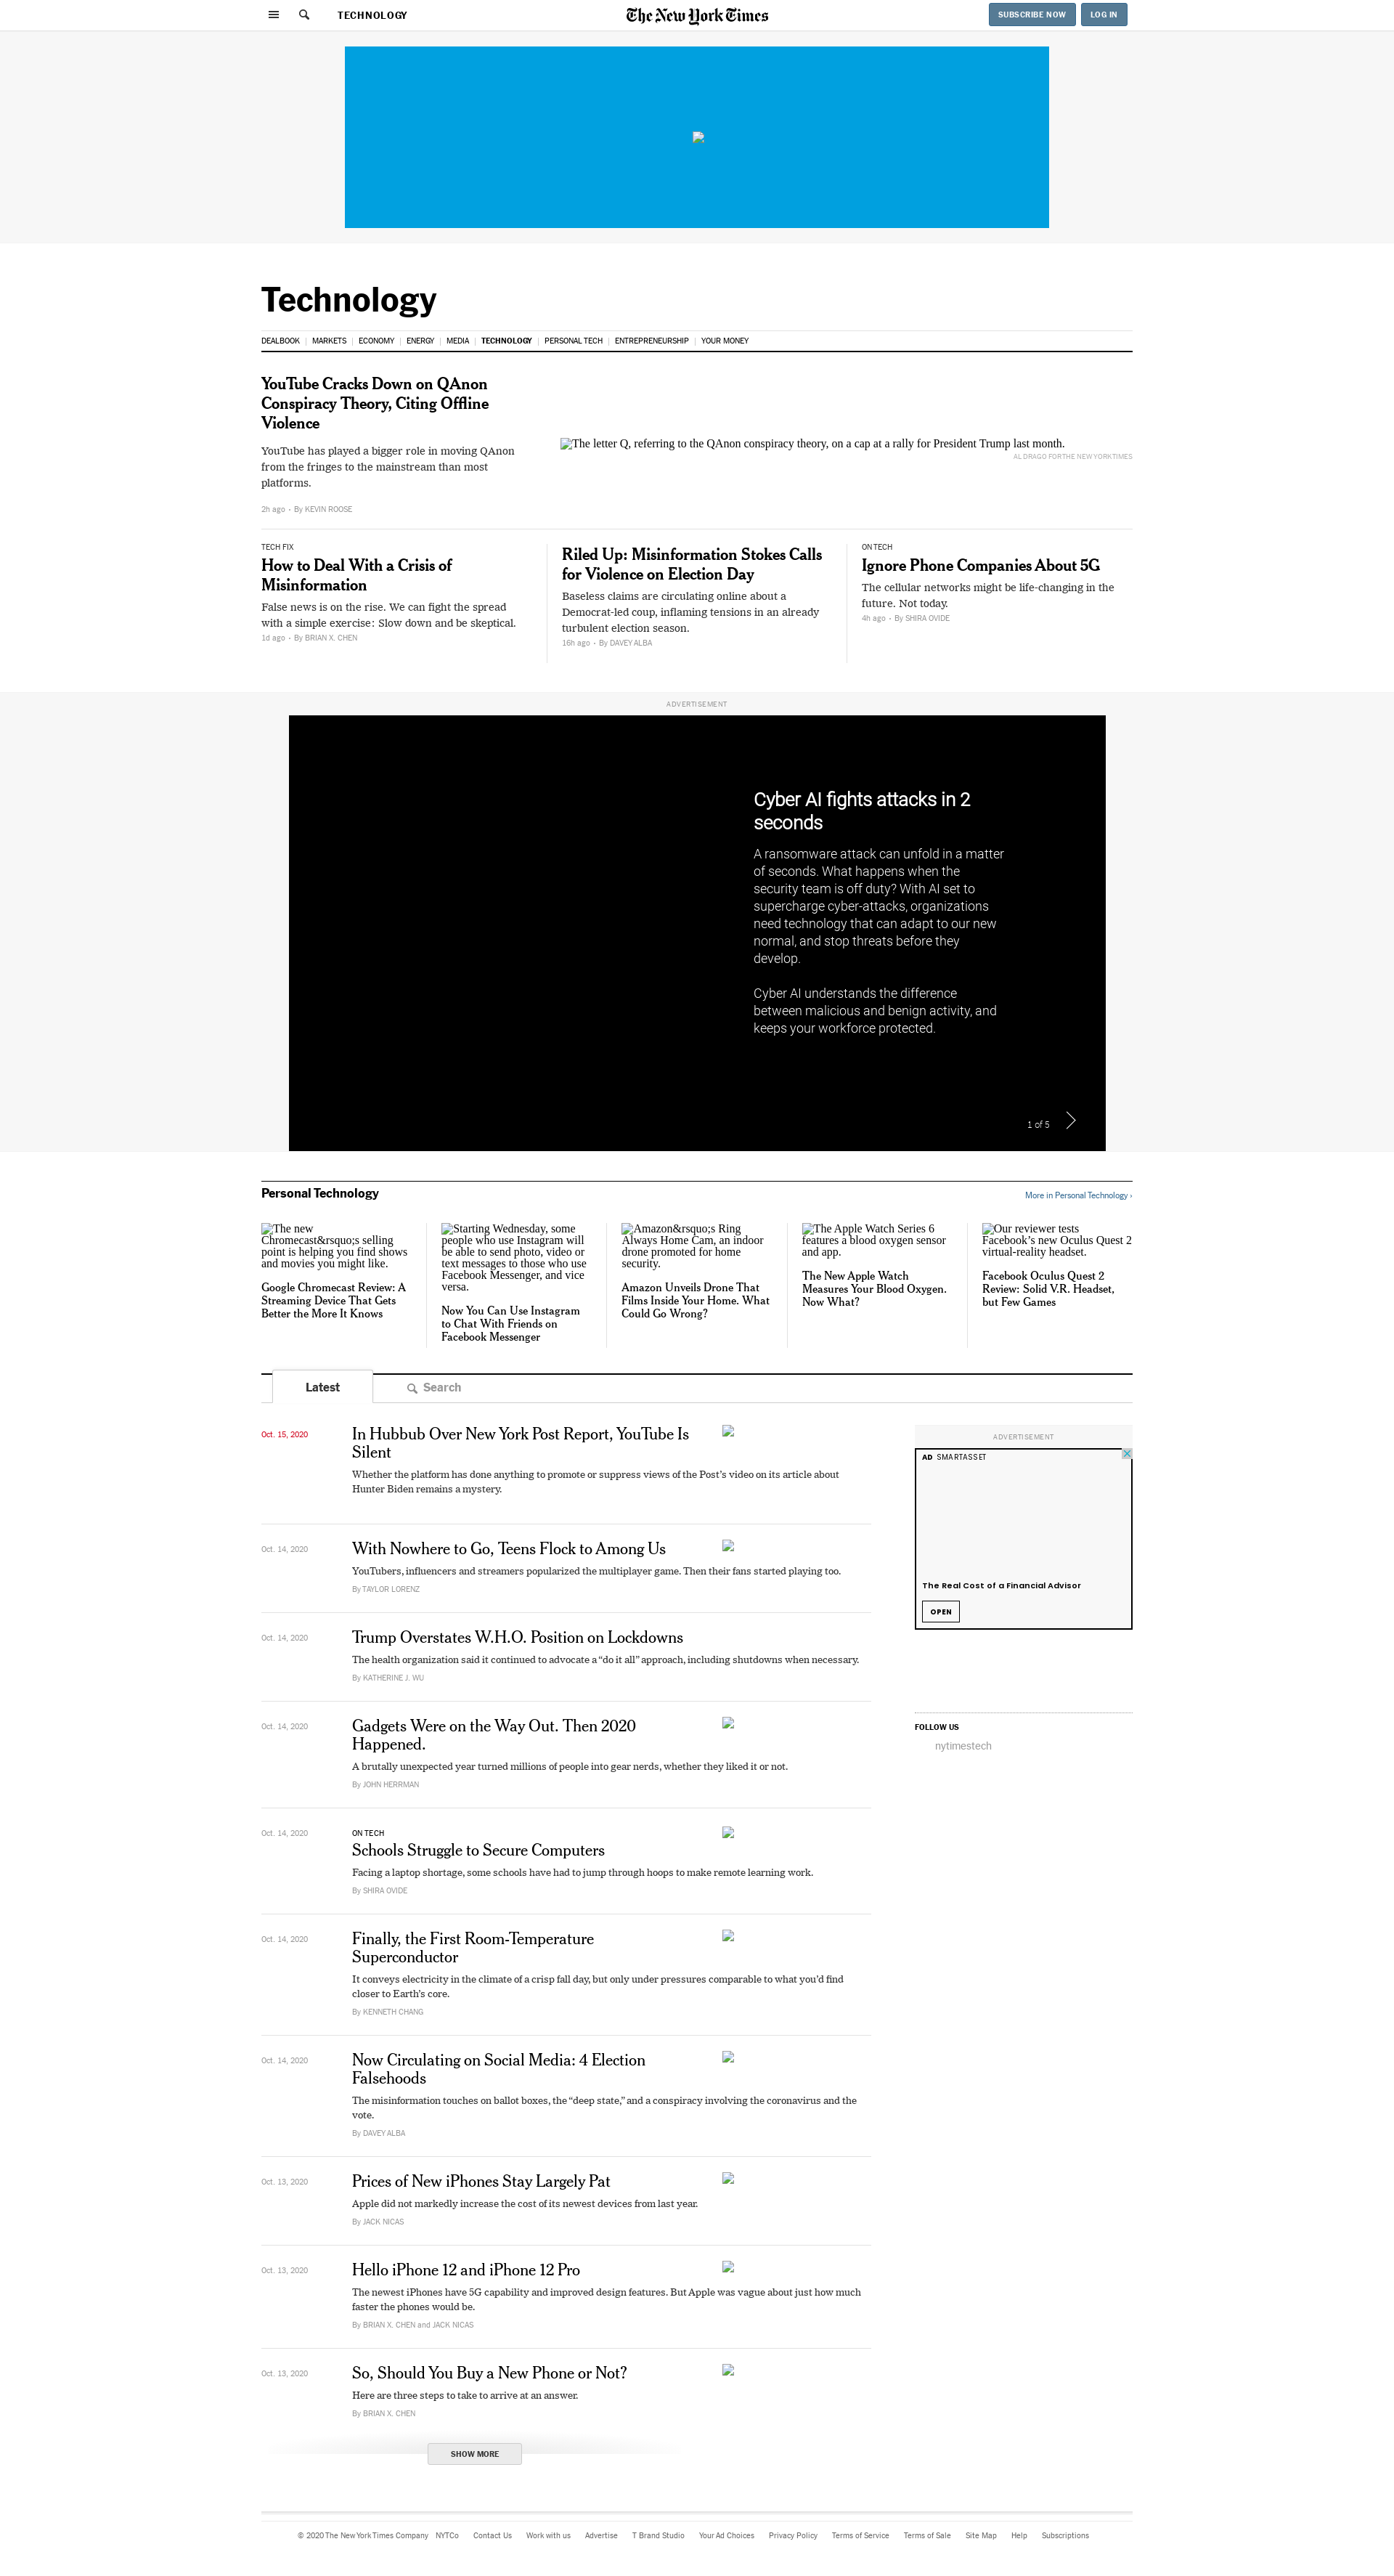 TECHNOLOGY
The New York Times
SUBSCRIBE NOW
LOG IN
Technology
DEALBOOK
MARKETS
ECONOMY
ENERGY
MEDIA
TECHNOLOGY
PERSONAL TECH
ENTREPRENEURSHIP
YOUR MONEY
YouTube Cracks Down on QAnon
Conspiracy Theory, Citing Offline
Violence
YouTube has played a bigger role in moving QAnon
from the fringes to the mainstream than most
platforms.
2h ago • By KEVIN ROOSE
The letter Q, referring to the QAnon conspiracy theory, on a cap at a rally for President Trump last month.
AL DRAGO FOR THE NEW YORK TIMES
TECH FIX
How to Deal With a Crisis of
Misinformation
False news is on the rise. We can fight the spread
with a simple exercise: Slow down and be skeptical.
1d ago • By BRIAN X. CHEN
Riled Up: Misinformation Stokes Calls
for Violence on Election Day
Baseless claims are circulating online about a
Democrat-led coup, inflaming tensions in an already
turbulent election season.
16h ago • By DAVEY ALBA
ON TECH
Ignore Phone Companies About 5G
The cellular networks might be life-changing in the
future. Not today.
4h ago • By SHIRA OVIDE
ADVERTISEMENT
Cyber AI fights attacks in 2
seconds
A ransomware attack can unfold in a matter
of seconds. What happens when the
security team is off duty? With AI set to
supercharge cyber-attacks, organizations
need technology that can adapt to our new
normal, and stop threats before they
develop.
Cyber AI understands the difference
between malicious and benign activity, and
keeps your workforce protected.
1 of 5
Personal Technology
More in Personal Technology ›
The new
Chromecast&rsquo;s selling
point is helping you find shows
and movies you might like.
Google Chromecast Review: A
Streaming Device That Gets
Better the More It Knows
Starting Wednesday, some
people who use Instagram will
be able to send photo, video or
text messages to those who use
Facebook Messenger, and vice
versa.
Now You Can Use Instagram
to Chat With Friends on
Facebook Messenger
Amazon&rsquo;s Ring
Always Home Cam, an indoor
drone promoted for home
security.
Amazon Unveils Drone That
Films Inside Your Home. What
Could Go Wrong?
The Apple Watch Series 6
features a blood oxygen sensor
and app.
The New Apple Watch
Measures Your Blood Oxygen.
Now What?
Our reviewer tests
Facebook’s new Oculus Quest 2
virtual-reality headset.
Facebook Oculus Quest 2
Review: Solid V.R. Headset,
but Few Games
Latest
Search
Oct. 15, 2020
In Hubbub Over New York Post Report, YouTube Is
Silent
Whether the platform has done anything to promote or suppress views of the Post’s video on its article about
Hunter Biden remains a mystery.
Oct. 14, 2020
With Nowhere to Go, Teens Flock to Among Us
YouTubers, influencers and streamers popularized the multiplayer game. Then their fans started playing too.
By TAYLOR LORENZ
Oct. 14, 2020
Trump Overstates W.H.O. Position on Lockdowns
The health organization said it continued to advocate a “do it all” approach, including shutdowns when necessary.
By KATHERINE J. WU
Oct. 14, 2020
Gadgets Were on the Way Out. Then 2020
Happened.
A brutally unexpected year turned millions of people into gear nerds, whether they liked it or not.
By JOHN HERRMAN
Oct. 14, 2020
ON TECH
Schools Struggle to Secure Computers
Facing a laptop shortage, some schools have had to jump through hoops to make remote learning work.
By SHIRA OVIDE
Oct. 14, 2020
Finally, the First Room-Temperature
Superconductor
It conveys electricity in the climate of a crisp fall day, but only under pressures comparable to what you’d find
closer to Earth’s core.
By KENNETH CHANG
Oct. 14, 2020
Now Circulating on Social Media: 4 Election
Falsehoods
The misinformation touches on ballot boxes, the “deep state,” and a conspiracy involving the coronavirus and the
vote.
By DAVEY ALBA
Oct. 13, 2020
Prices of New iPhones Stay Largely Pat
Apple did not markedly increase the cost of its newest devices from last year.
By JACK NICAS
Oct. 13, 2020
Hello iPhone 12 and iPhone 12 Pro
The newest iPhones have 5G capability and improved design features. But Apple was vague about just how much
faster the phones would be.
By BRIAN X. CHEN and JACK NICAS
Oct. 13, 2020
So, Should You Buy a New Phone or Not?
Here are three steps to take to arrive at an answer.
By BRIAN X. CHEN
SHOW MORE
ADVERTISEMENT
AD SMARTASSET
The Real Cost of a Financial Advisor
OPEN
FOLLOW US
nytimestech
© 2020 The New York Times Company
NYTCo
Contact Us
Work with us
Advertise
T Brand Studio
Your Ad Choices
Privacy Policy
Terms of Service
Terms of Sale
Site Map
Help
Subscriptions